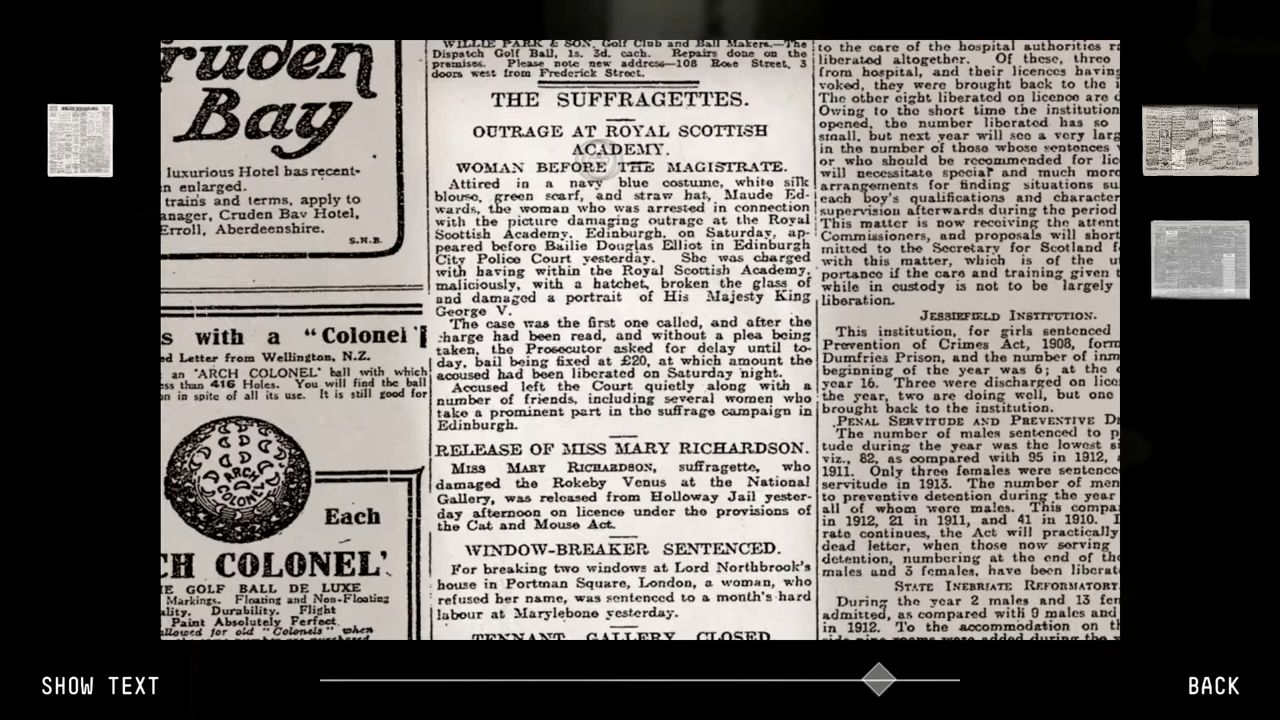 ruden
Bay
luxurious Hotel has recent-
n enlarged.
trains and terms, apply to
anager, Cruden Bay Hotel,
Erroll, Aberdeenshire.
S.N.B.
s with a "Colonel'
ed Letter from Wellington, N.Z.
an 'ARCH COLONEL' ball with which
ess than 416 Holes. You will find the ball
on in spite of all its use. It is still good for
ARCH
COLONEL
Each
CH COLONEL'
E GOLF BALL DE LUXE
Markings. Floating and Non-Floating
ality. Durability. Flight
Paint Absolutely Perfect
allowed for old "Colonels" when
WILLIE PARK & SON, Golf Club and Ball Makers.—The
Dispatch Golf Ball, 1s. 3d. each. Repairs done on the
premises. Please note new address—108 Rose Street, 3
doors west from Frederick Street.
THE SUFFRAGETTES.
OUTRAGE AT ROYAL SCOTTISH
ACADEMY.
WOMAN BEFORE THE MAGISTRATE.
Attired in a navy blue costume, white silk
blouse, green scarf, and straw hat, Maude Ed-
wards, the woman who was arrested in connection
with the picture damaging outrage at the Royal
Scottish Academy, Edinburgh, on Saturday, ap-
peared before Bailie Douglas Elliot in Edinburgh
City Police Court yesterday. She was charged
with having within the Royal Scottish Academy,
maliciously, with a hatchet, broken the glass of
and damaged a portrait of His Majesty King
George V.
The case was the first one called, and after the
charge had been read, and without a plea being
taken, the Prosecutor asked for delay until to-
day, bail being fixed at £20, at which amount the
accused had been liberated on Saturday night.
Accused left the Court quietly along with a
number of friends, including several women who
take a prominent part in the suffrage campaign in
Edinburgh.
RELEASE OF MISS MARY RICHARDSON.
Miss Mary Richardson, suffragette, who
damaged the Rokeby Venus at the National
Gallery, was released from Holloway Jail yester-
day afternoon on licence under the provisions of
the Cat and Mouse Act.
WINDOW-BREAKER SENTENCED.
For breaking two windows at Lord Northbrook's
house in Portman Square, London, a woman, who
refused her name, was sentenced to a month's hard
labour at Marylebone yesterday.
TENNANT GALLERY CLOSED
to the care of the hospital authorities ra
liberated altogether. Of these, three
from hospital, and their licences having
voked, they were brought back to the i
The other eight liberated on licence are d
Owing to the short time the institution
opened, the number liberated has so
small, but next year will see a very larg
in the number of those whose sentences
or who should be recommended for lic
will necessitate special and much more
arrangements for finding situations su
each boy's qualifications and character
supervision afterwards during the period
This matter is now receiving the attent
Commissioners, and proposals will short
mitted to the Secretary for Scotland f
with this matter, which is of the u
portance if the care and training given t
while in custody is not to be largely
liberation.
Jessiefield Institution.
This institution, for girls sentenced
Prevention of Crimes Act, 1908, form
Dumfries Prison, and the number of inm
beginning of the year was 6; at the
year 16. Three were discharged on lice
the year, two are doing well, but one
brought back to the institution.
Penal Servitude and Preventive D
The number of males sentenced to p
tude during the year was the lowest s
viz., 82, as compared with 95 in 1912,
1911. Only three females were sentence
servitude in 1913. The number of men
to preventive detention during the year
all of whom were males. This compa
in 1912, 21 in 1911, and 41 in 1910. I
rate continues, the Act will practically
dead letter, when those now serving
detention, numbering at the end of the
males and 3 females, have been liberat
State Inebriate Reformatory
During the year 2 males and 13 fem
admitted, as compared with 9 males and
in 1912. To the accommodation on th
SHOW TEXT
BACK